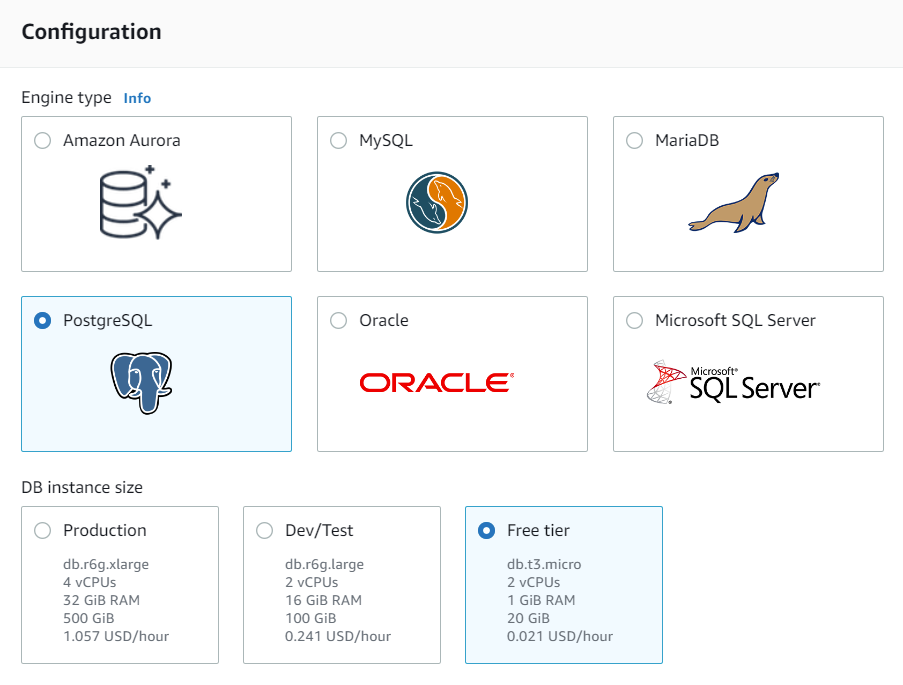 Configuration
Engine type Info
Amazon Aurora
MySQL
MariaDB
PostgreSQL
Oracle
ORACLE®
Microsoft SQL Server
Microsoft®
SQL Server®
DB instance size
Production
db.r6g.xlarge
4 vCPUs
32 GiB RAM
500 GiB
1.057 USD/hour
Dev/Test
db.r6g.large
2 vCPUs
16 GiB RAM
100 GiB
0.241 USD/hour
Free tier
db.t3.micro
2 vCPUs
1 GiB RAM
20 GiB
0.021 USD/hour